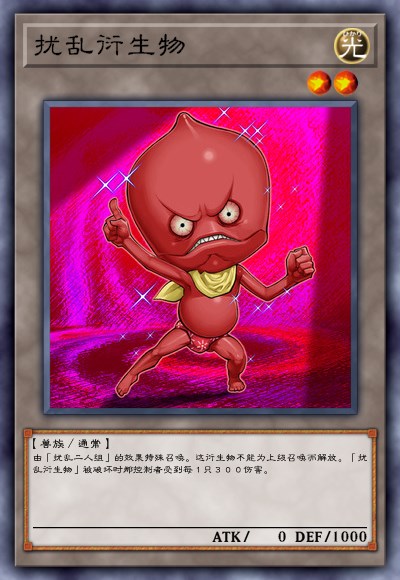 扰乱衍生物
光
【兽族／通常】
由「扰乱二人组」的效果特殊召唤。这衍生物不能为上级召唤而解放。「扰
乱衍生物」被破坏时那控制者受到每１只３００伤害。
ATK/ 0 DEF/1000